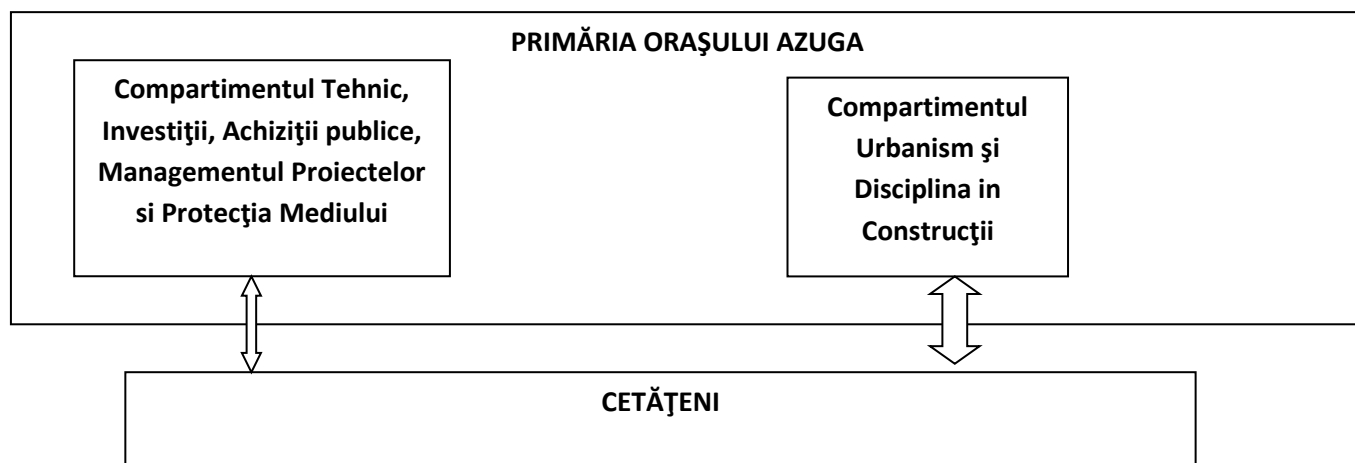 PRIMĂRIA ORAŞULUI AZUGA
Compartimentul Tehnic,
Investiţii, Achiziţii publice,
Managementul Proiectelor
si Protecţia Mediului
Compartimentul
Urbanism şi
Disciplina in
Construcţii
CETĂŢENI